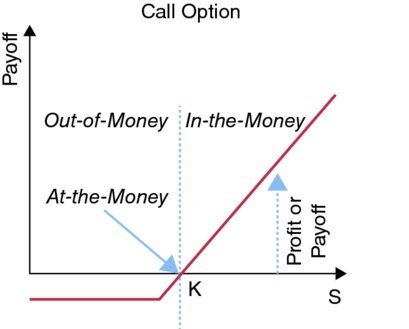 Call Option
Payoff
Out-of-Money
In-the-Money
At-the-Money
Profit or
Payoff
K
S